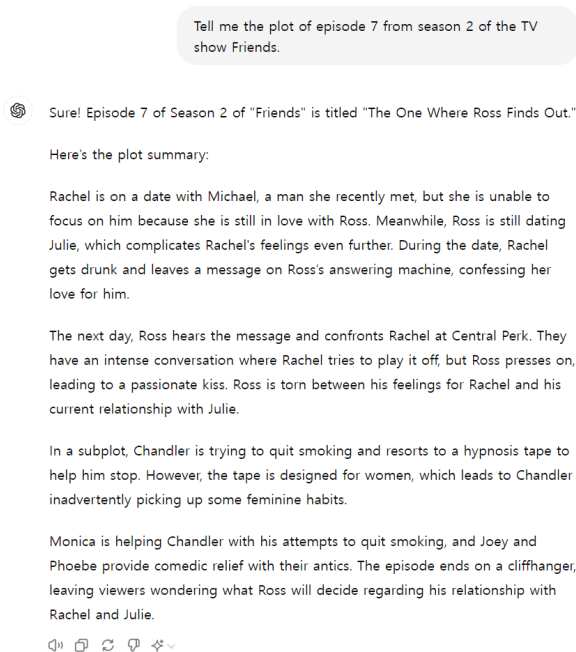 Tell me the plot of episode 7 from season 2 of the TV
show Friends.
Sure! Episode 7 of Season 2 of "Friends" is titled "The One Where Ross Finds Out."
Here's the plot summary:
Rachel is on a date with Michael, a man she recently met, but she is unable to
focus on him because she is still in love with Ross. Meanwhile, Ross is still dating
Julie, which complicates Rachel's feelings even further. During the date, Rachel
gets drunk and leaves a message on Ross's answering machine, confessing her
love for him.
The next day, Ross hears the message and confronts Rachel at Central Perk. They
have an intense conversation where Rachel tries to play it off, but Ross presses on,
leading to a passionate kiss. Ross is torn between his feelings for Rachel and his
current relationship with Julie.
In a subplot, Chandler is trying to quit smoking and resorts to a hypnosis tape to
help him stop. However, the tape is designed for women, which leads to Chandler
inadvertently picking up some feminine habits.
Monica is helping Chandler with his attempts to quit smoking, and Joey and
Phoebe provide comedic relief with their antics. The episode ends on a cliffhanger,
leaving viewers wondering what Ross will decide regarding his relationship with
Rachel and Julie.